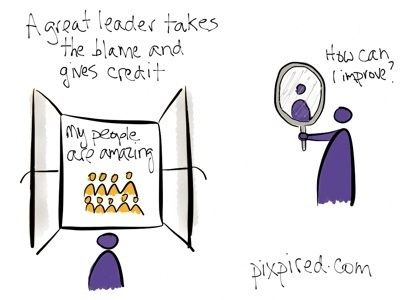 A great leader takes
the blame and
gives credit
My people
are amazing
How can
I improve?
pixpired.com